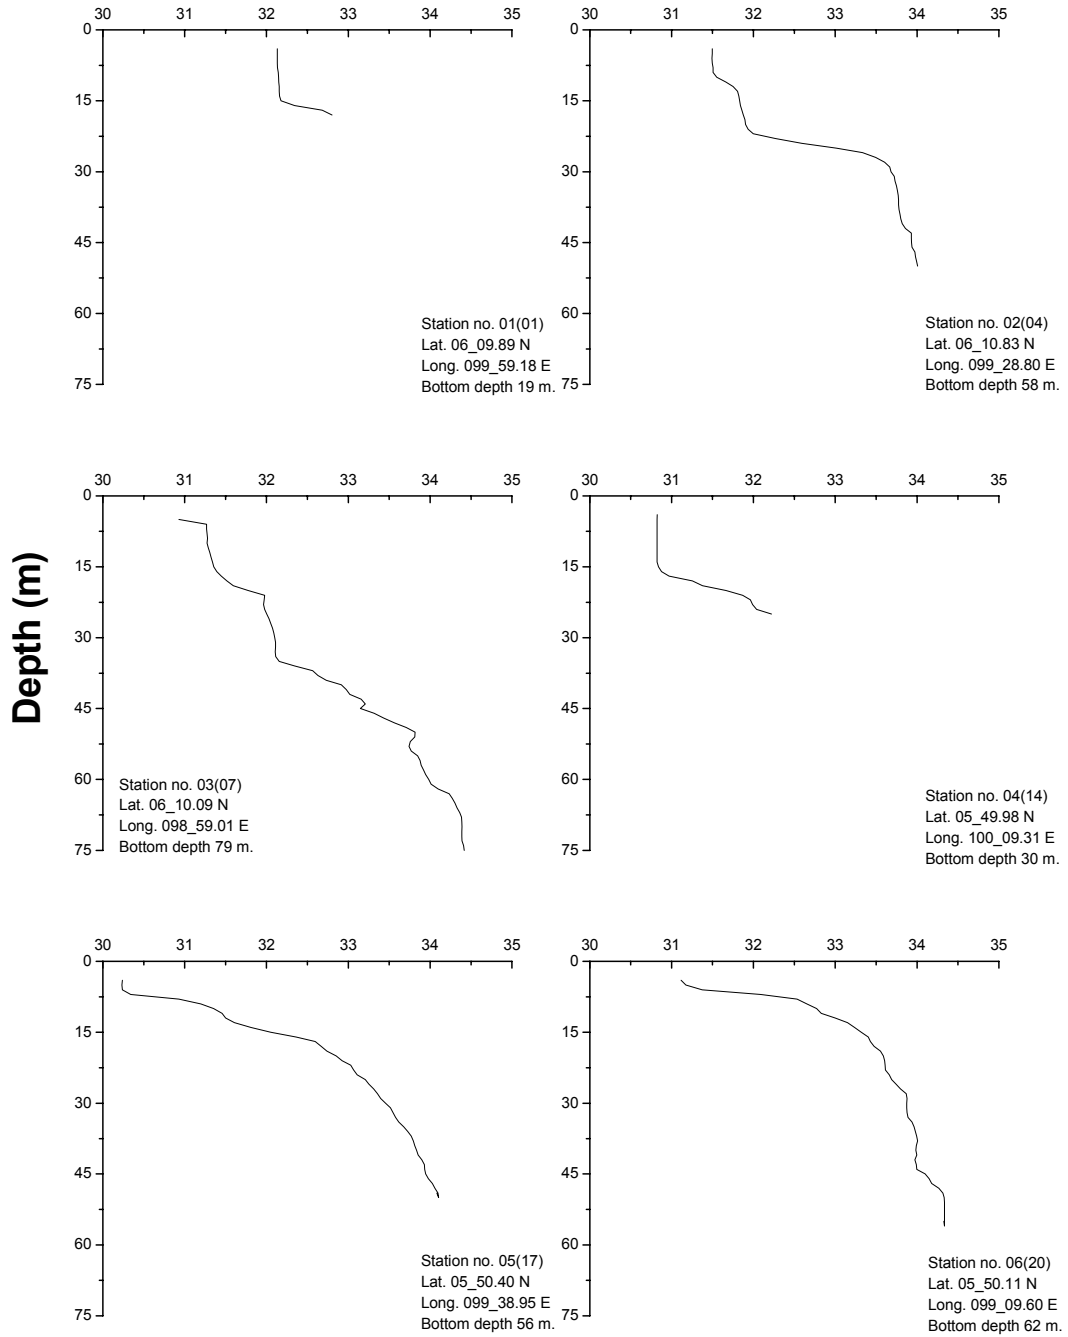 30 31 32 33 34 35
0
15
30
45
60
75
Station no. 01(01)
Lat. 06_09.89 N
Long. 099_59.18 E
Bottom depth 19 m.
30 31 32 33 34 35
0
15
30
45
60
75
Station no. 02(04)
Lat. 06_10.83 N
Long. 099_28.80 E
Bottom depth 58 m.
Depth (m)
30 31 32 33 34 35
0
15
30
45
60
75
Station no. 03(07)
Lat. 06_10.09 N
Long. 098_59.01 E
Bottom depth 79 m.
30 31 32 33 34 35
0
15
30
45
60
75
Station no. 04(14)
Lat. 05_49.98 N
Long. 100_09.31 E
Bottom depth 30 m.
30 31 32 33 34 35
0
15
30
45
60
75
Station no. 05(17)
Lat. 05_50.40 N
Long. 099_38.95 E
Bottom depth 56 m.
30 31 32 33 34 35
0
15
30
45
60
75
Station no. 06(20)
Lat. 05_50.11 N
Long. 099_09.60 E
Bottom depth 62 m.